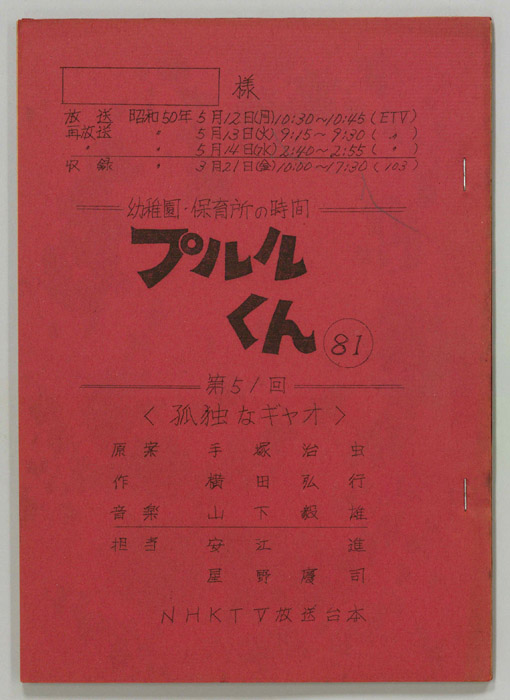 様
放送 昭和50年5月12日(月)10:30～10:45(ETV)
再放送 〃 5月13日(火)9:15～9:30(〃)
〃 5月14日(水)2:40～2:55(〃)
収録 〃 3月21日(金)10:00～17:30(103)
幼稚園・保育所の時間
プルル
くん
81
第51回
〈孤独なギャオ〉
原案 手塚治虫
作 横田弘行
音楽 山下毅雄
担当 安江進
星野慶司
NHKTV放送台本